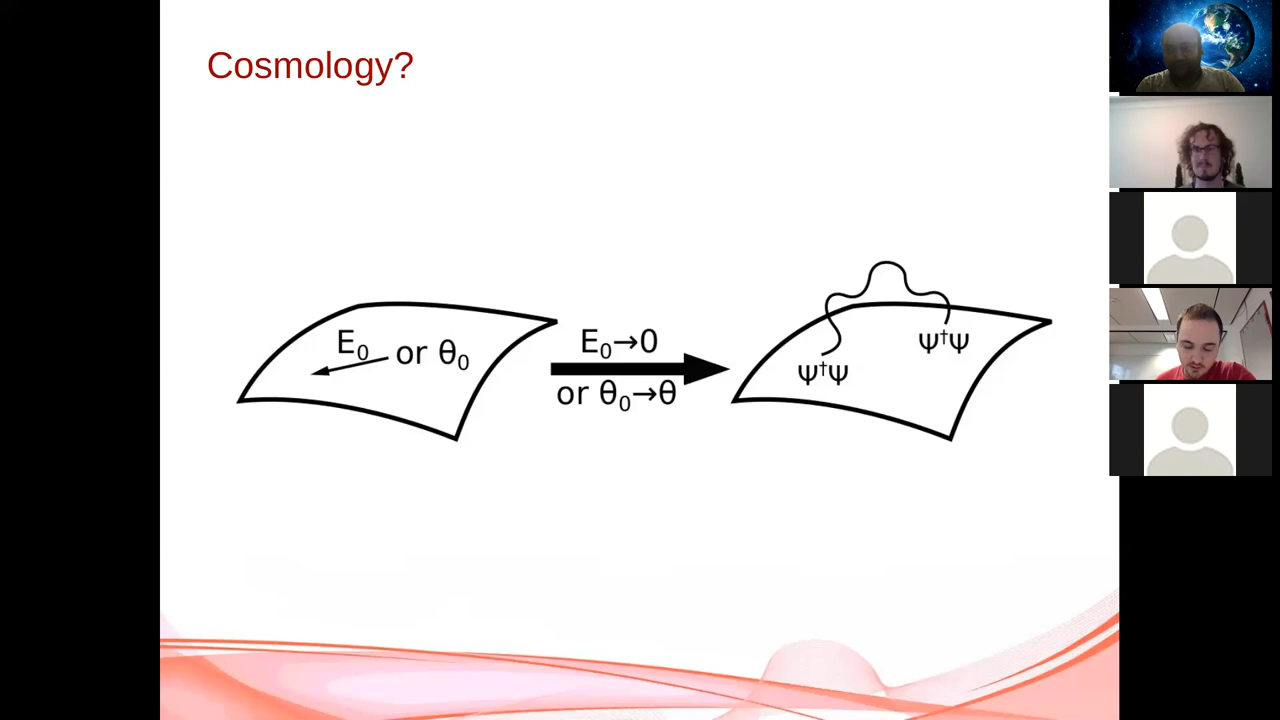 Cosmology?
E₀ or θ₀
E₀→0
or θ₀→θ
Ψ†Ψ
Ψ†Ψ